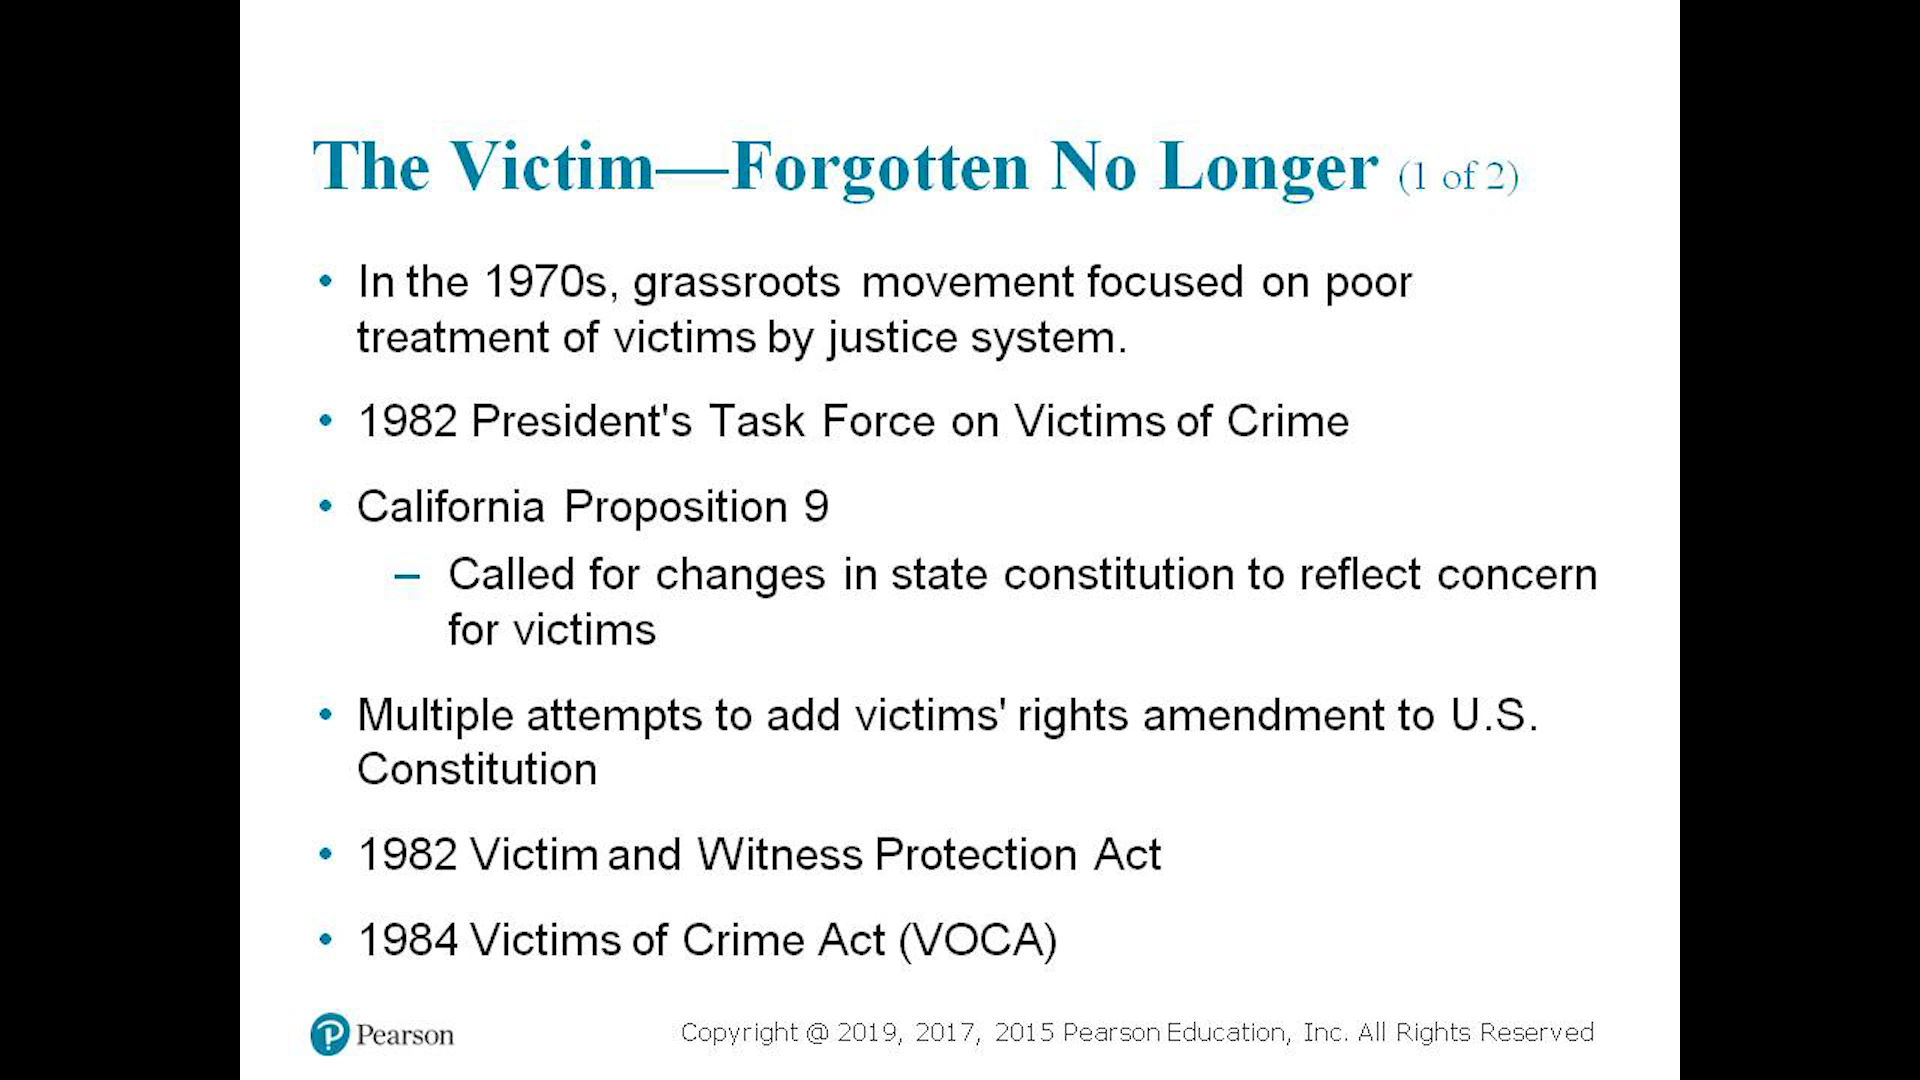 The Victim—Forgotten No Longer (1 of 2)
• In the 1970s, grassroots movement focused on poor
treatment of victims by justice system.
• 1982 President's Task Force on Victims of Crime
• California Proposition 9
– Called for changes in state constitution to reflect concern
for victims
• Multiple attempts to add victims' rights amendment to U.S.
Constitution
• 1982 Victim and Witness Protection Act
• 1984 Victims of Crime Act (VOCA)
Pearson
Copyright @ 2019, 2017, 2015 Pearson Education, Inc. All Rights Reserved